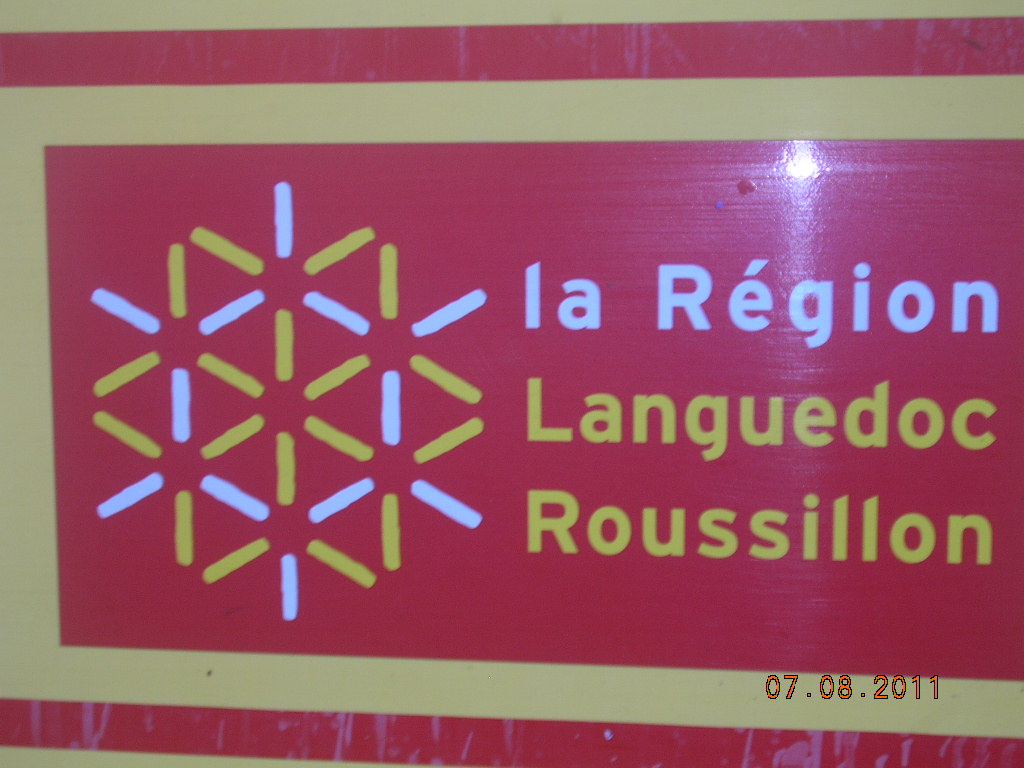 la Région
Languedoc
Roussillon
07.08.2011